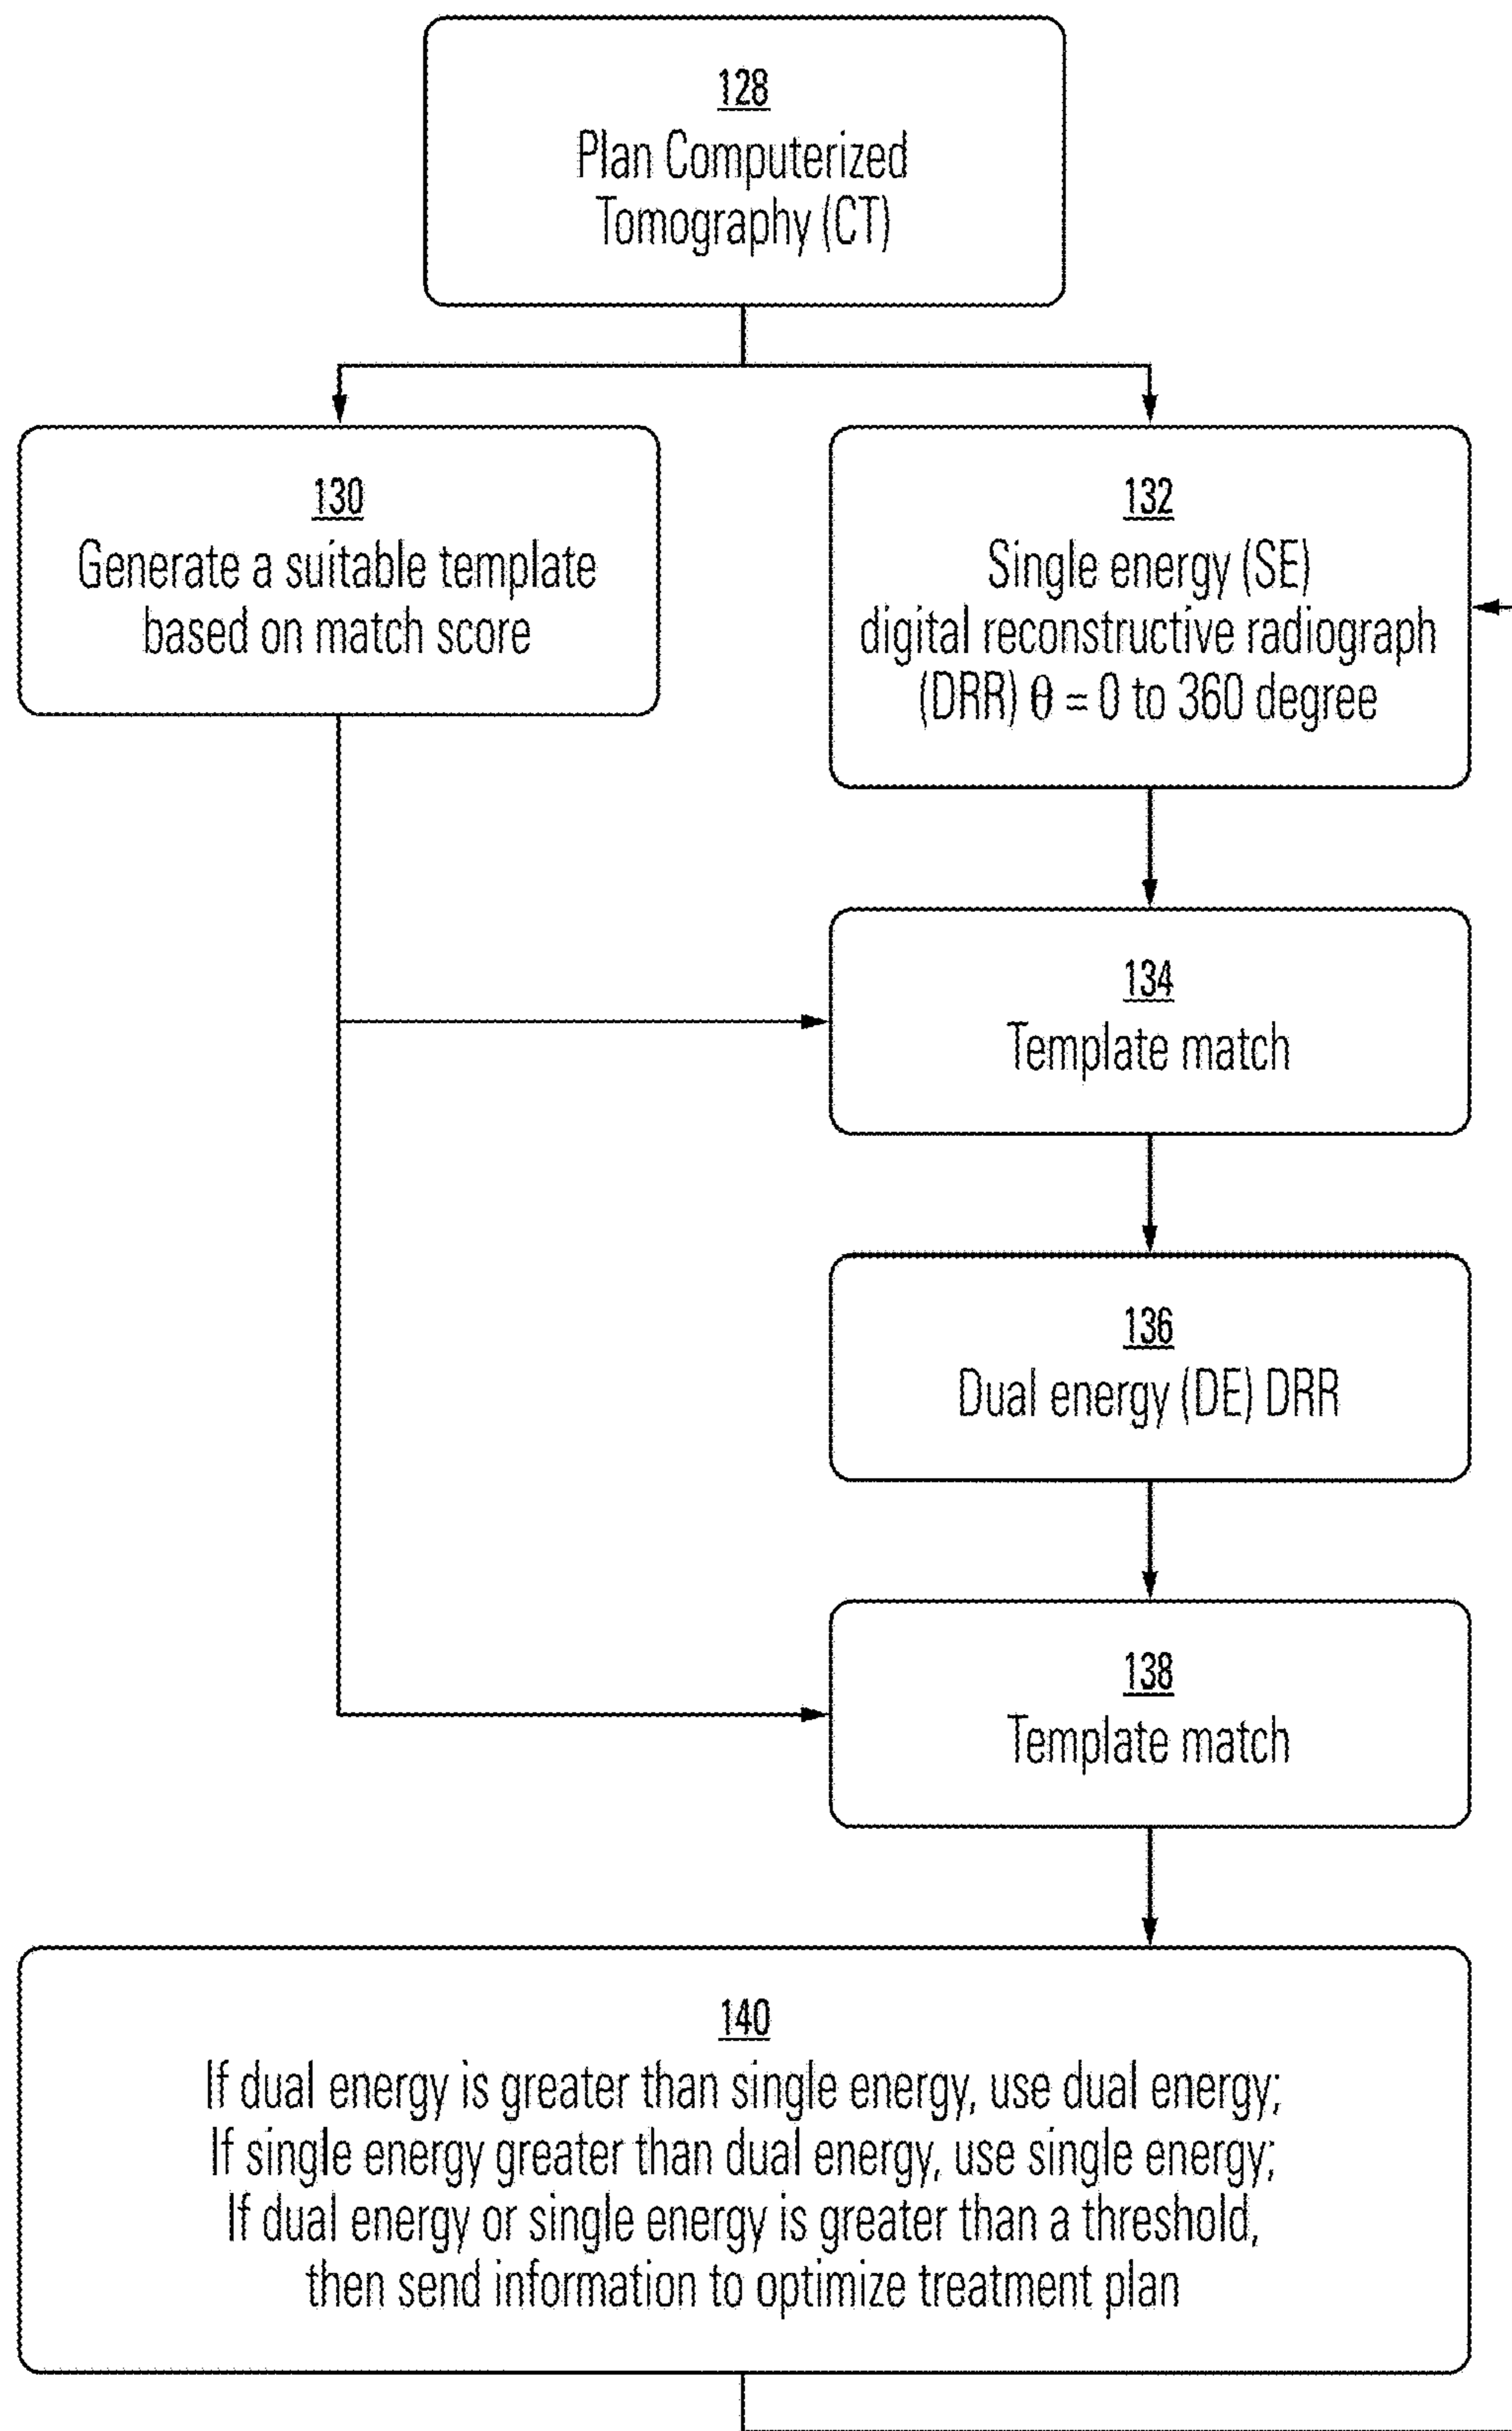 128
Plan Computerized
Tomography (CT)
130
Generate a suitable template
based on match score
132
Single energy (SE)
digital reconstructive radiograph
(DRR) θ = 0 to 360 degree
134
Template match
136
Dual energy (DE) DRR
138
Template match
140
If dual energy is greater than single energy, use dual energy;
If single energy greater than dual energy, use single energy;
If dual energy or single energy is greater than a threshold,
then send information to optimize treatment plan